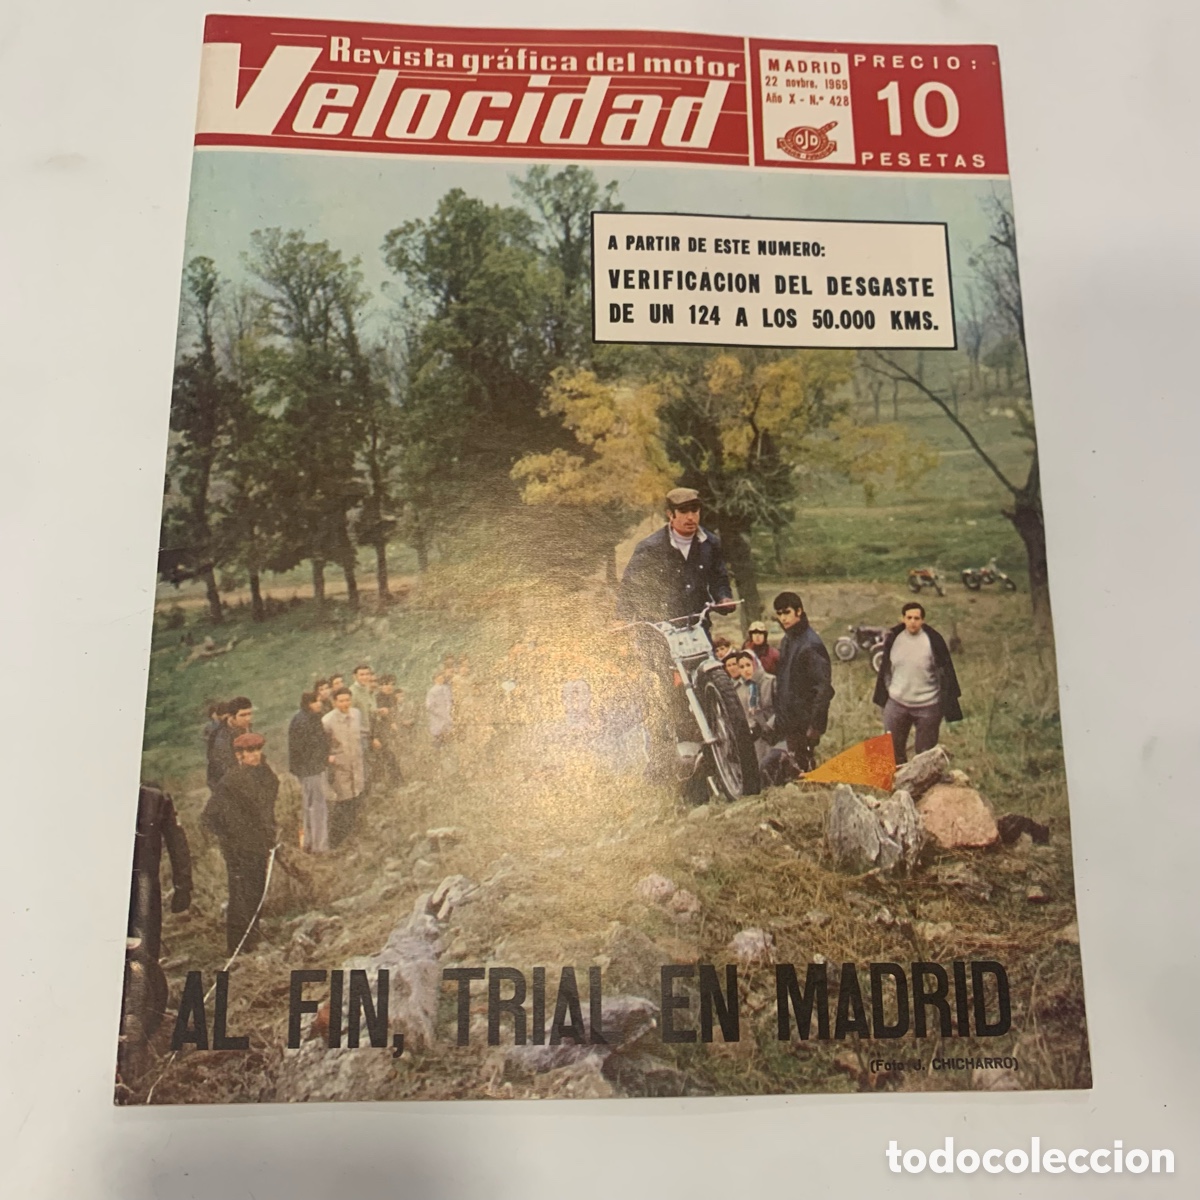 Revista gráfica del motor
Velocidad
MADRID
22 novbre. 1969
Año X - N.º 428
OJD
PRECIO:
10
PESETAS
A PARTIR DE ESTE NUMERO:
VERIFICACION DEL DESGASTE
DE UN 124 A LOS 50.000 KMS.
AL FIN, TRIAL EN MADRID
(Foto J. CHICHARRO)
todocoleccion